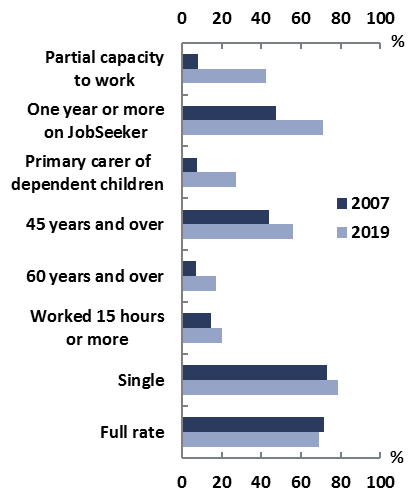 0 20 40 60 80 100
%
Partial capacity
to work
One year or more
on JobSeeker
Primary carer of
dependent children
2007
45 years and over
2019
60 years and over
Worked 15 hours
or more
Single
Full rate
%
0 20 40 60 80 100